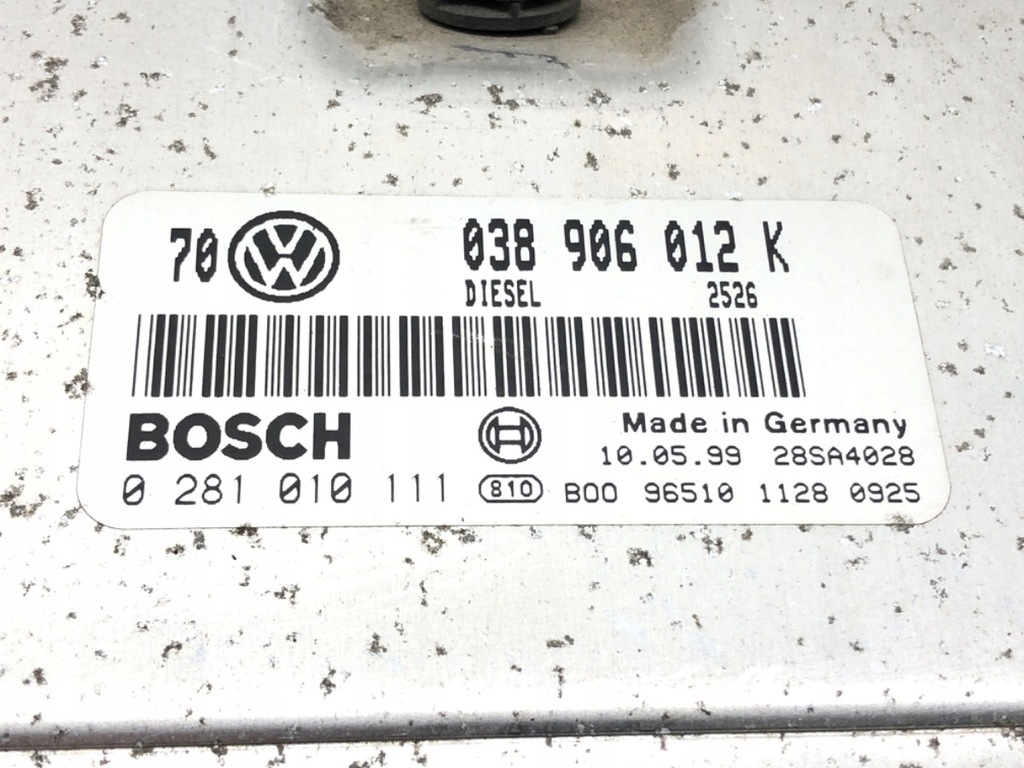 70 VW 038 906 012 K
DIESEL 2526
BOSCH Made in Germany
10.05.99 28SA4028
0 281 010 111 810 B00 96510 1128 0925